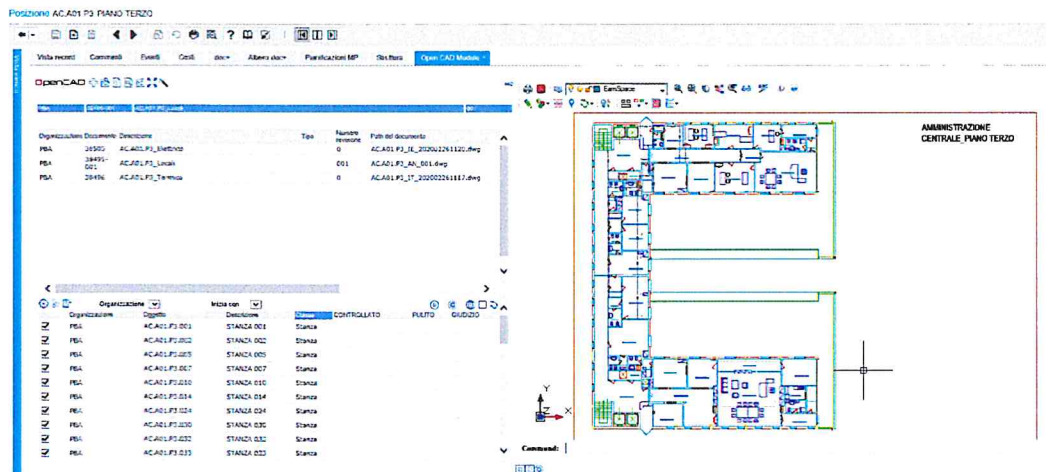 Posizione AC.A01 P3 PIANO TERZO
Vista record Commenti Eventi Costi docs Albero docs Pianificazioni MP Struttura Open CAD Module
OpenCAD
EamSpace
Organizzazione Documento Descrizione Tipo Numero revisione Path del documento
PBA 38505 AC.A01.P3_Elettrico 0 AC.A01.P3_IE_202002261120.dwg
PBA 38495-001 AC.A01.P3_Locali 001 AC.A01.P3_AN_001.dwg
PBA 38496 AC.A01.P3_Termico 0 AC.A01.P3_IT_202002261117.dwg
Organizzazione Inizia con
Organizzazione Oggetto Descrizione Classe CONTROLLATO PULITO GIUDIZIO
PBA AC.A01.P3.001 STANZA 001 Stanza
PBA AC.A01.P3.002 STANZA 002 Stanza
PBA AC.A01.P3.005 STANZA 005 Stanza
PBA AC.A01.P3.007 STANZA 007 Stanza
PBA AC.A01.P3.010 STANZA 010 Stanza
PBA AC.A01.P3.014 STANZA 014 Stanza
PBA AC.A01.P3.024 STANZA 024 Stanza
PBA AC.A01.P3.030 STANZA 030 Stanza
PBA AC.A01.P3.032 STANZA 032 Stanza
PBA AC.A01.P3.033 STANZA 033 Stanza
AMMINISTRAZIONE
CENTRALE_PIANO TERZO
Y
Z X
Command: